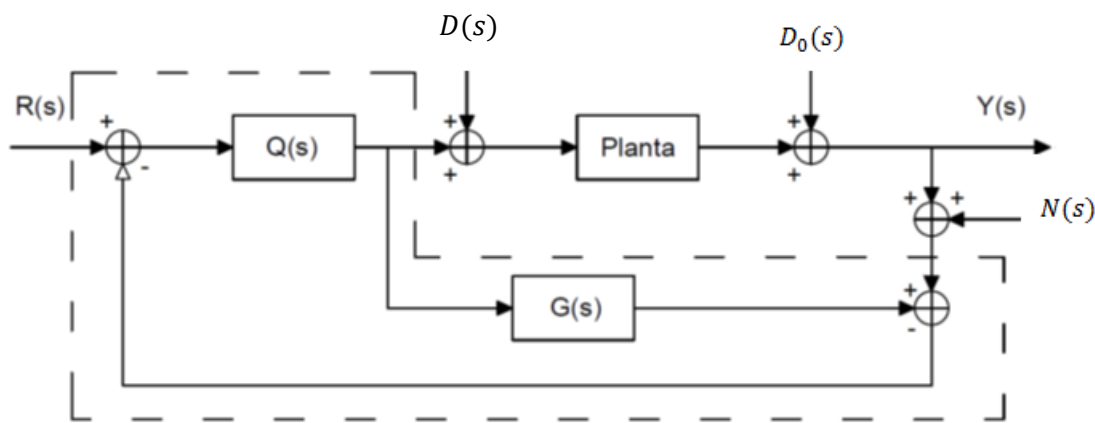 D(s)
D₀(s)
R(s)
+
-
Q(s)
+
+
Planta
+
+
Y(s)
+
+
N(s)
G(s)
+
-